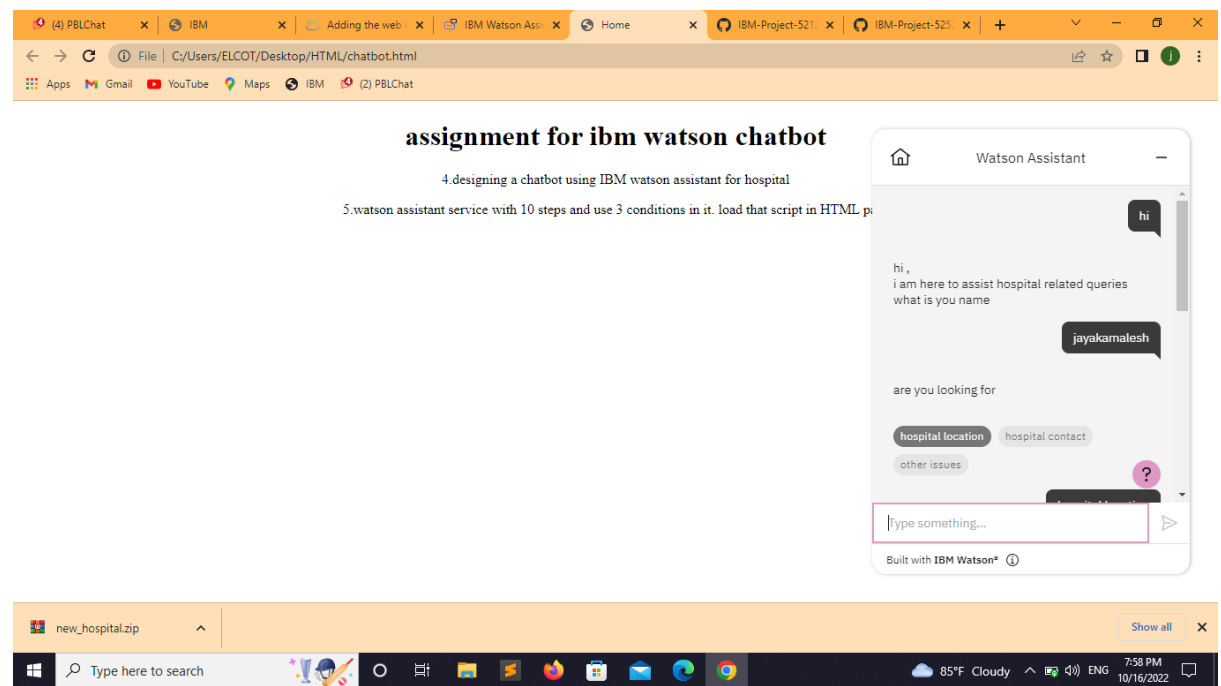 (4) PBLChat
IBM
Adding the web
IBM Watson Assi
Home
IBM-Project-5212
IBM-Project-525
File | C:/Users/ELCOT/Desktop/HTML/chatbot.html
j
Apps
Gmail
YouTube
Maps
IBM
(2) PBLChat
assignment for ibm watson chatbot
4.designing a chatbot using IBM watson assistant for hospital
5.watson assistant service with 10 steps and use 3 conditions in it. load that script in HTML
Watson Assistant
hi
hi ,
i am here to assist hospital related queries
what is you name
jayakamalesh
are you looking for
hospital location
hospital contact
other issues
?
Type something...
Built with IBM Watson®
new_hospital.zip
Show all
Type here to search
85°F Cloudy
ENG
7:58 PM
10/16/2022